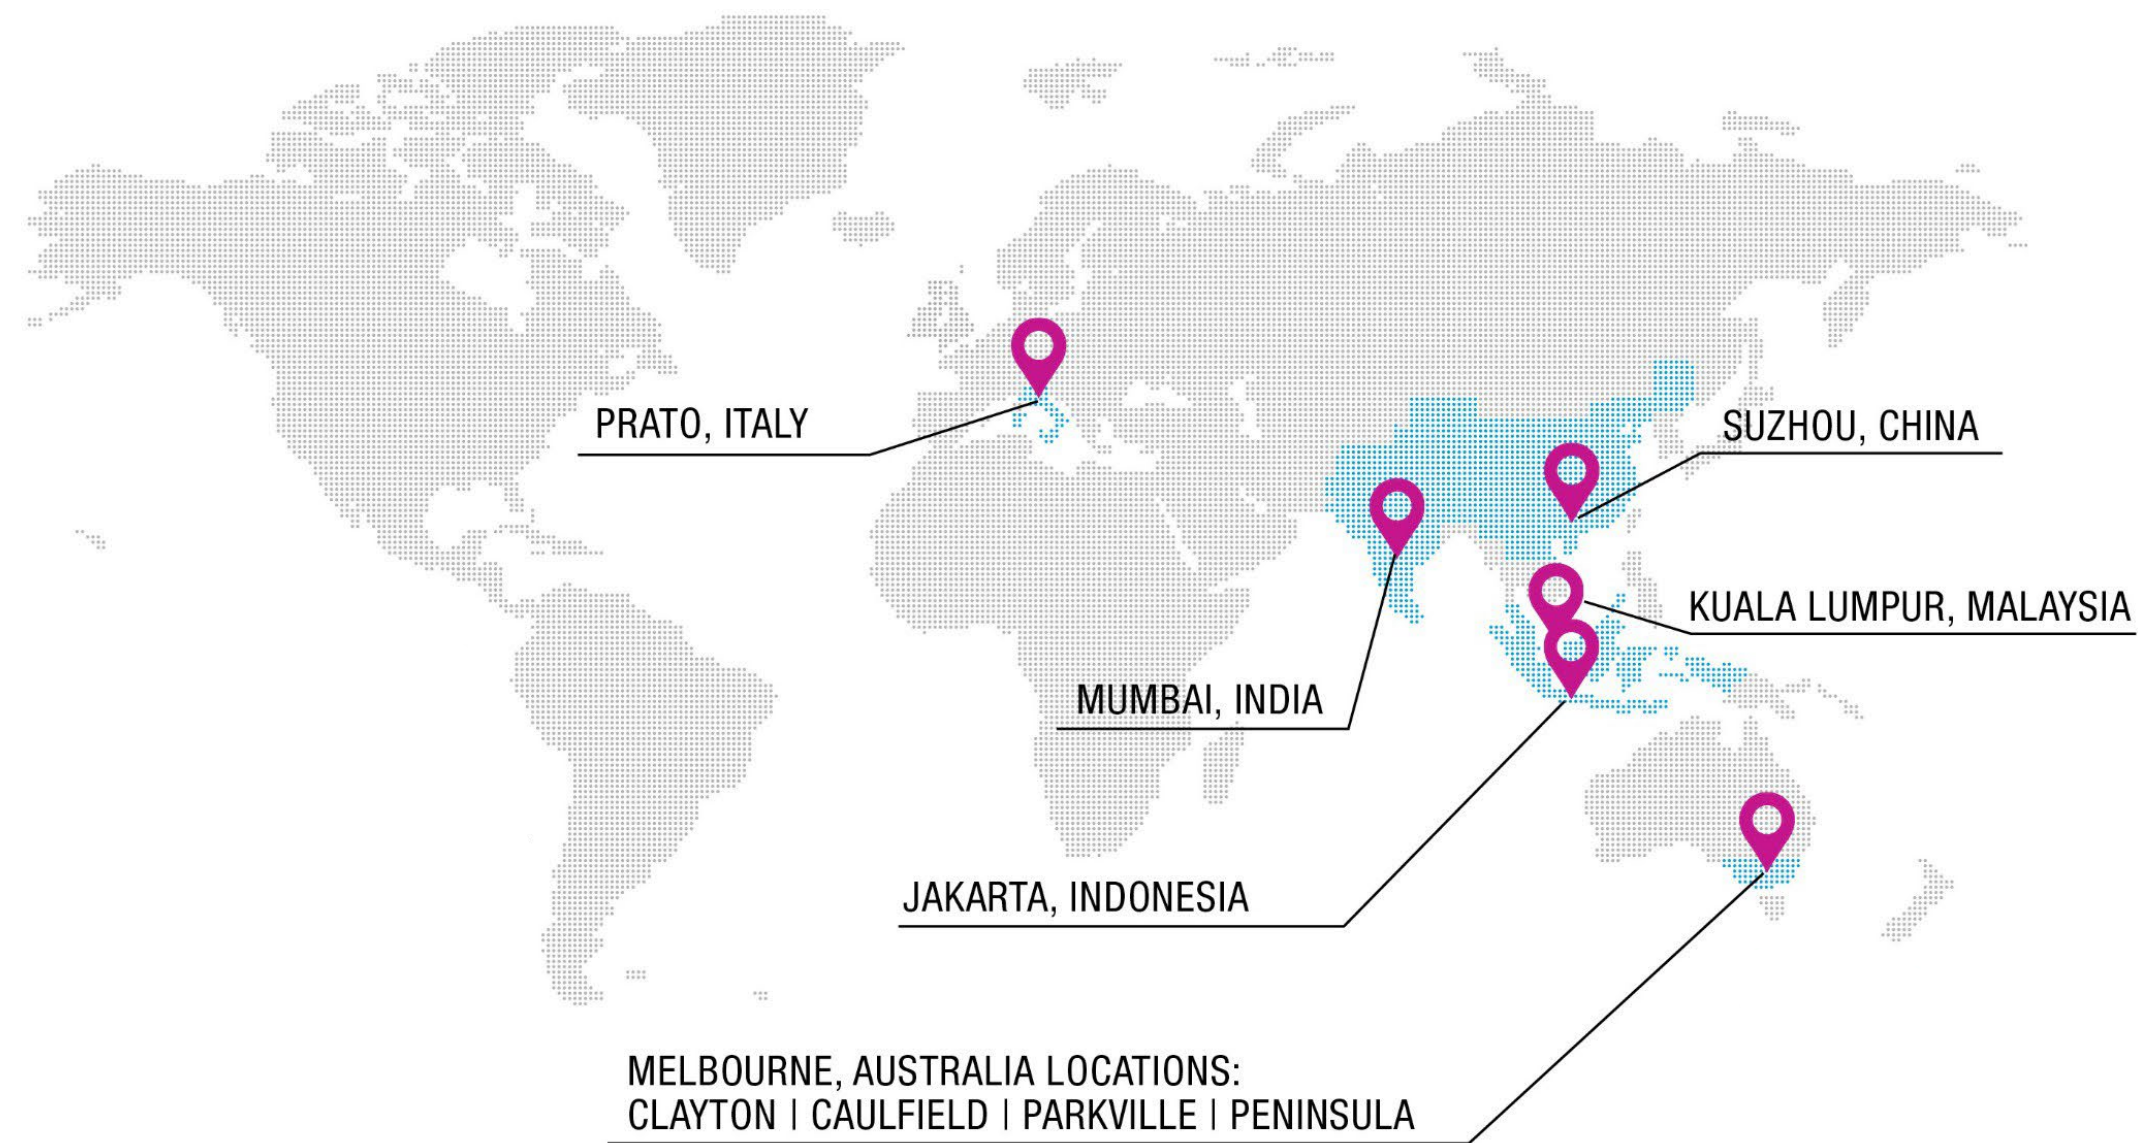 PRATO, ITALY
SUZHOU, CHINA
KUALA LUMPUR, MALAYSIA
MUMBAI, INDIA
JAKARTA, INDONESIA
MELBOURNE, AUSTRALIA LOCATIONS:
CLAYTON | CAULFIELD | PARKVILLE | PENINSULA